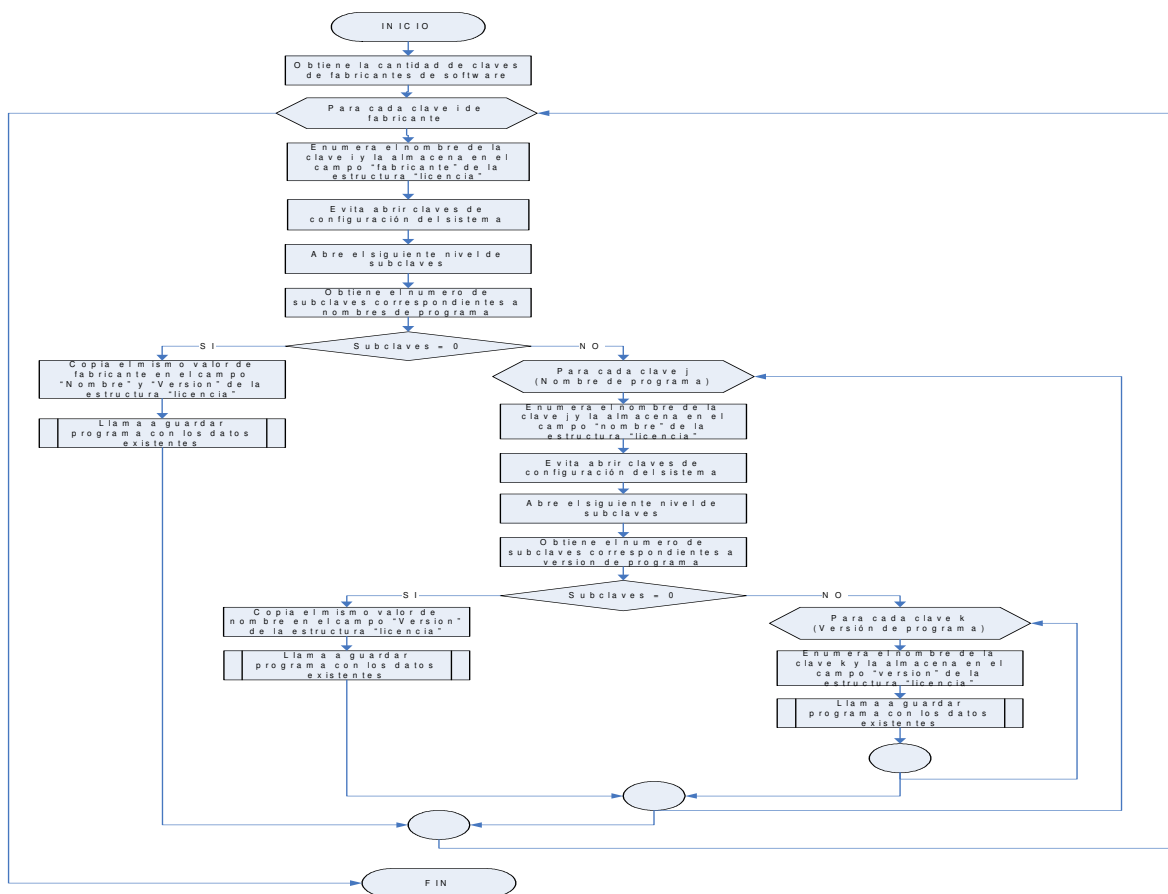 INICIO
Obtiene la cantidad de claves
de fabricantes de software
Para cada clave i de
fabricante
Enumera el nombre de la
clave i y la almacena en el
campo “fabricante” de la
estructura “licencia”
Evita abrir claves de
configuración del sistema
Abre el siguiente nivel de
subclaves
Obtiene el numero de
subclaves correspondientes a
nombres de programa
Subclaves = 0
SI
NO
Copia el mismo valor de
fabricante en el campo
“Nombre” y “Version” de la
estructura “licencia”
Llama a guardar
programa con los datos
existentes
Para cada clave j
(Nombre de programa)
Enumera el nombre de la
clave j y la almacena en el
campo “nombre” de la
estructura “licencia”
Evita abrir claves de
configuración del sistema
Abre el siguiente nivel de
subclaves
Obtiene el numero de
subclaves correspondientes a
version de programa
Subclaves = 0
SI
NO
Copia el mismo valor de
nombre en el campo “Version”
de la estructura “licencia”
Llama a guardar
programa con los datos
existentes
Para cada clave k
(Versión de programa)
Enumera el nombre de la
clave k y la almacena en el
campo “version” de la
estructura “licencia”
Llama a guardar
programa con los datos
existentes
FIN